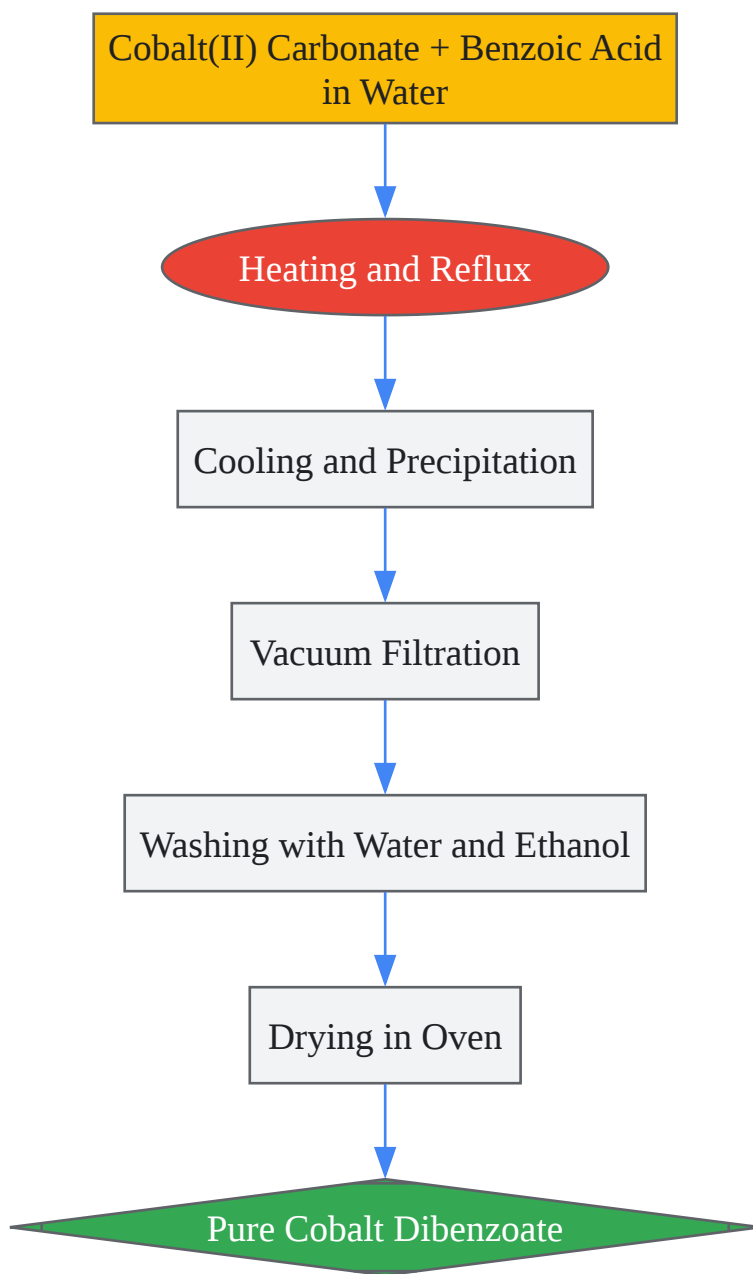 Cobalt(II) Carbonate + Benzoic Acid
in Water
Heating and Reflux
Cooling and Precipitation
Vacuum Filtration
Washing with Water and Ethanol
Drying in Oven
Pure Cobalt Dibenzoate